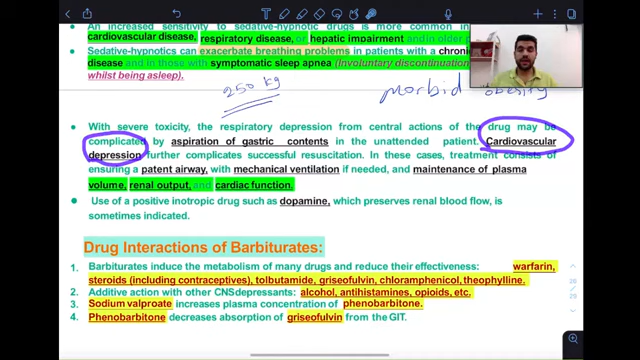 An increased sensitivity to sedative-hypnotic drugs is more common in
cardiovascular disease, respiratory disease, or hepatic impairment and in older p
Sedative-hypnotics can exacerbate breathing problems in patients with a chronic
disease and in those with symptomatic sleep apnea (Involuntary discontinuation
whilst being asleep).
250 kg
morbid obesity
With severe toxicity, the respiratory depression from central actions of the drug may be
complicated by aspiration of gastric contents in the unattended patient. Cardiovascular
depression further complicates successful resuscitation. In these cases, treatment consists of
ensuring a patent airway, with mechanical ventilation if needed, and maintenance of plasma
volume, renal output, and cardiac function.
Use of a positive inotropic drug such as dopamine, which preserves renal blood flow, is
sometimes indicated.
Drug Interactions of Barbiturates:
1. Barbiturates induce the metabolism of many drugs and reduce their effectiveness: warfarin,
steroids (including contraceptives), tolbutamide, griseofulvin, chloramphenicol, theophylline.
2. Additive action with other CNS depressants: alcohol, antihistamines, opioids, etc.
3. Sodium valproate increases plasma concentration of phenobarbitone.
4. Phenobarbitone decreases absorption of griseofulvin from the GIT.